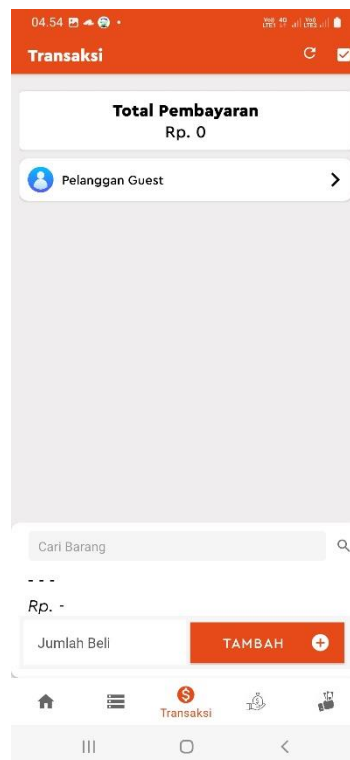 04.54
Transaksi
Total Pembayaran
Rp. 0
Pelanggan Guest
Cari Barang
- - -
Rp. -
Jumlah Beli
TAMBAH
Transaksi